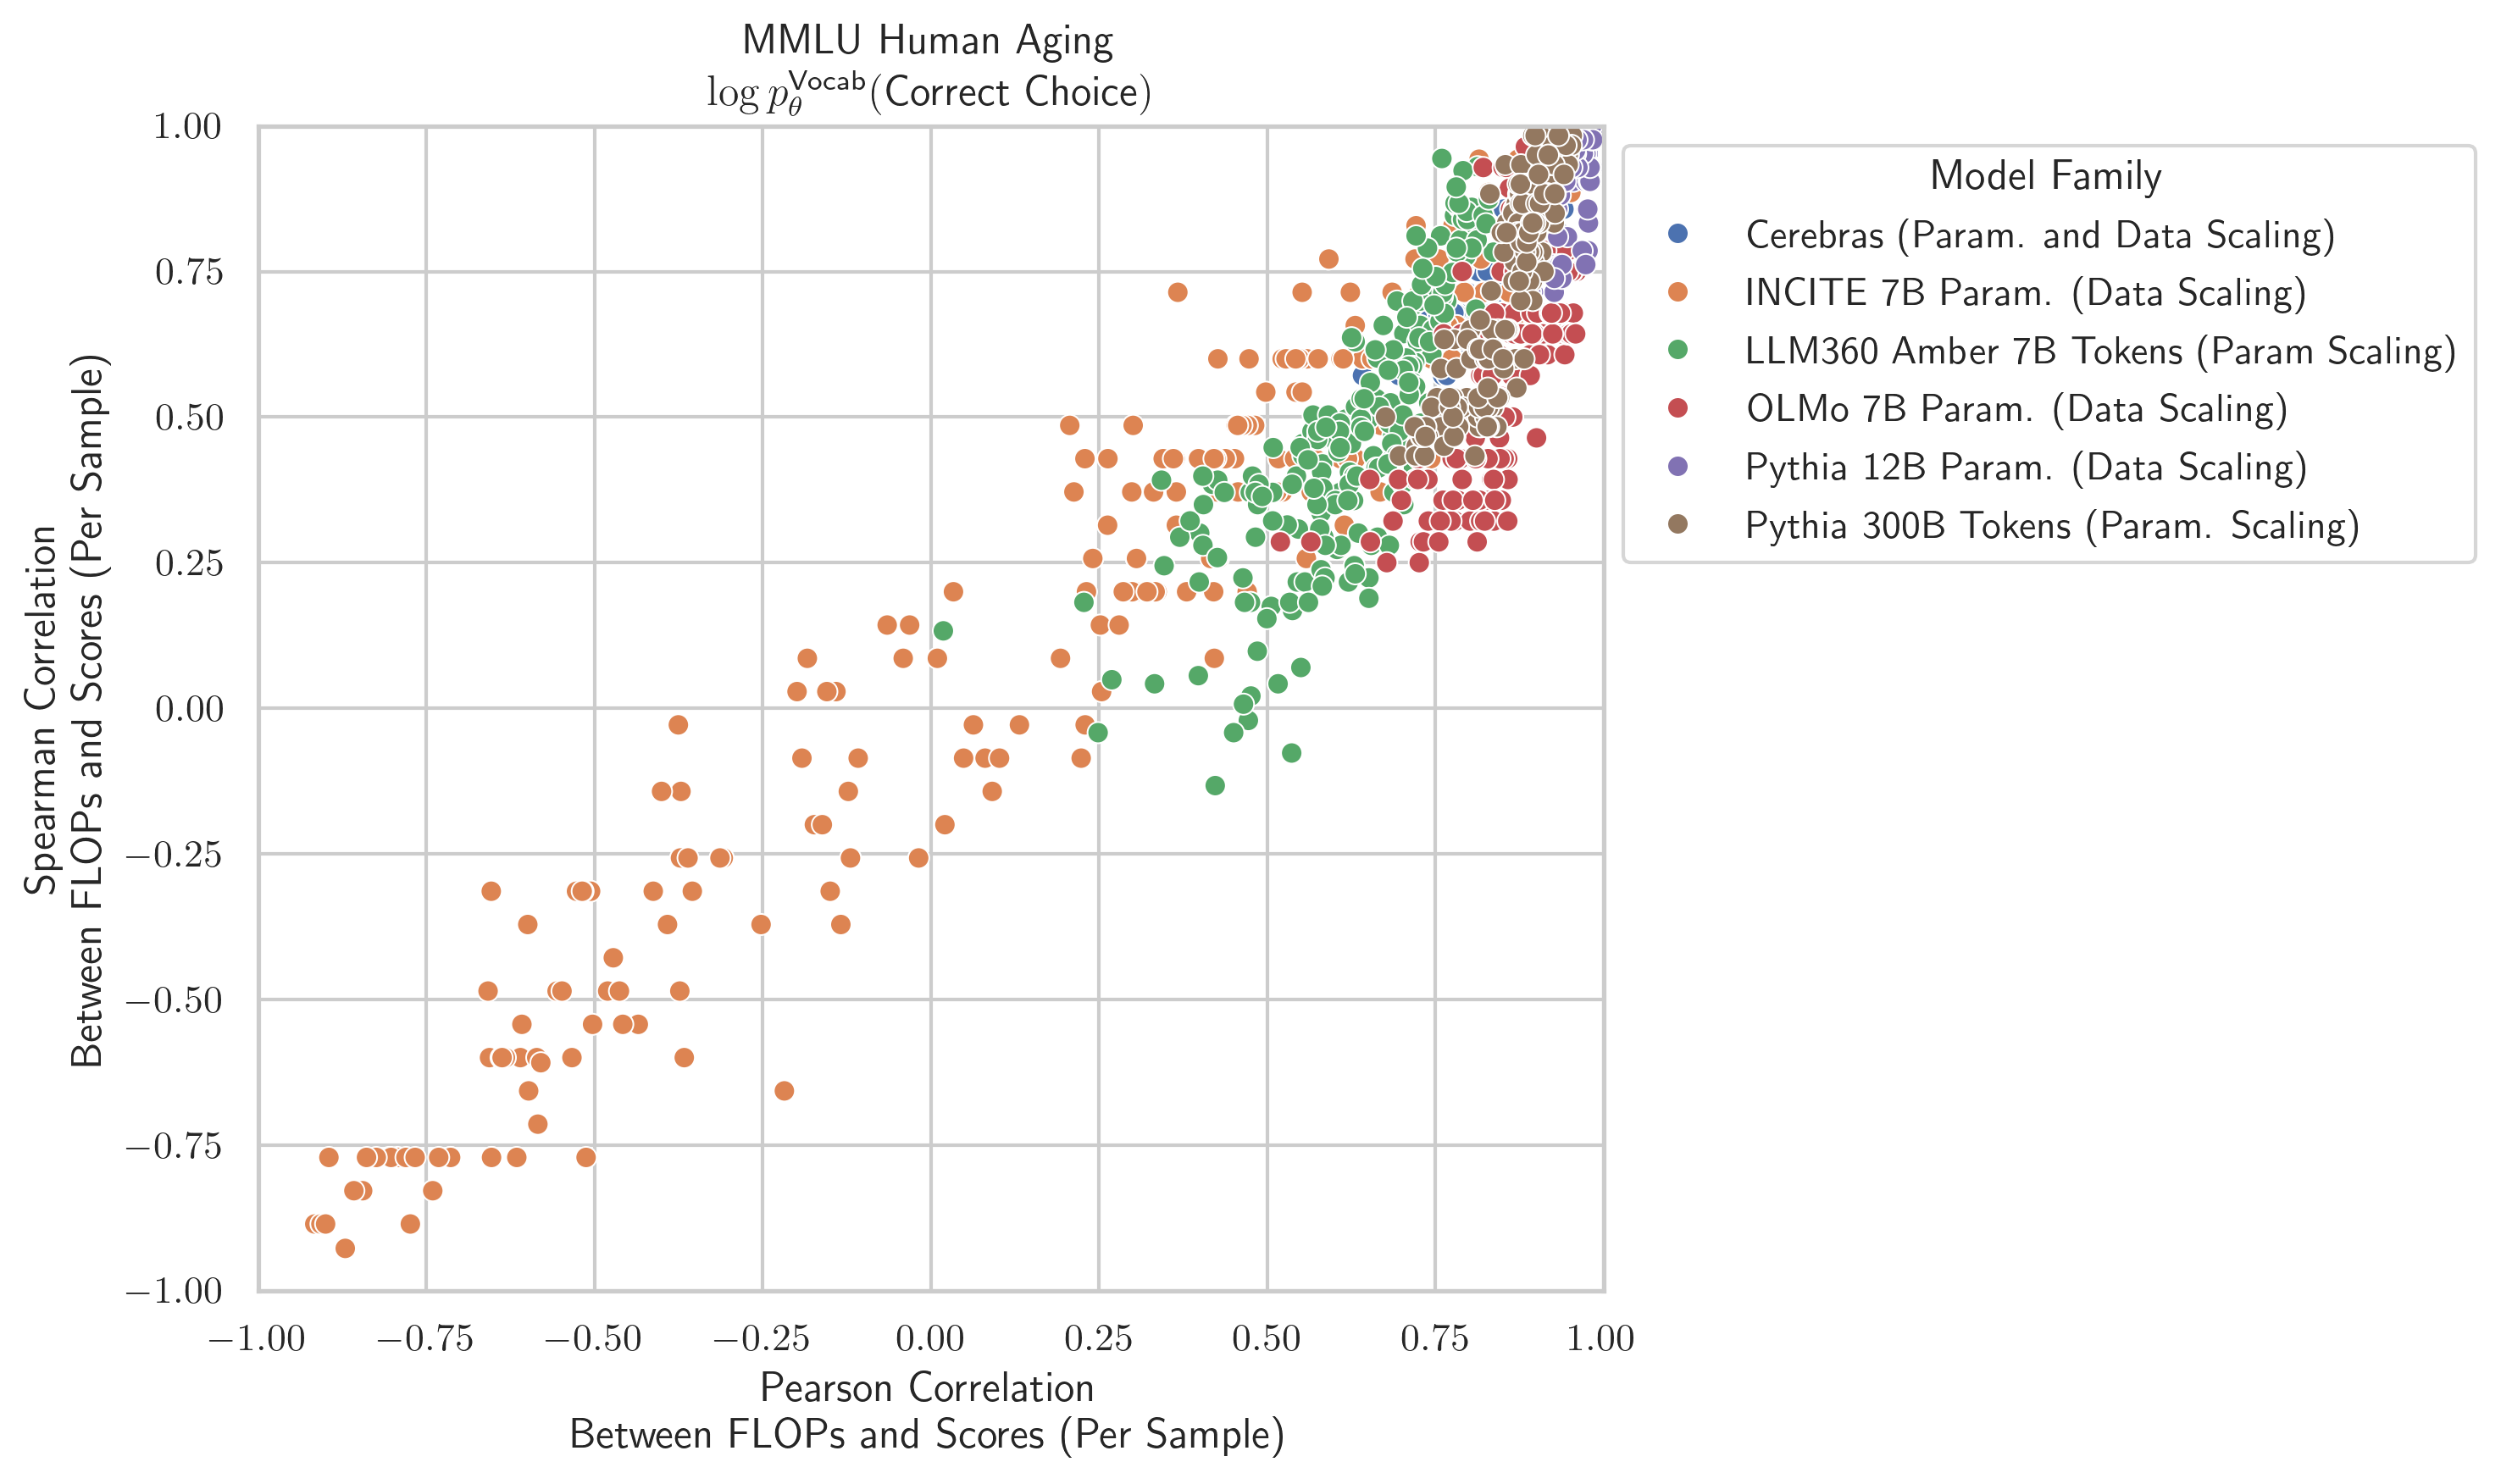 MMLU Human Aging
log p_θ^Vocab(Correct Choice)
Spearman Correlation
Between FLOPs and Scores (Per Sample)
1.00
0.75
0.50
0.25
0.00
−0.25
−0.50
−0.75
−1.00
−1.00 −0.75 −0.50 −0.25 0.00 0.25 0.50 0.75 1.00
Pearson Correlation
Between FLOPs and Scores (Per Sample)
Model Family
Cerebras (Param. and Data Scaling)
INCITE 7B Param. (Data Scaling)
LLM360 Amber 7B Tokens (Param Scaling)
OLMo 7B Param. (Data Scaling)
Pythia 12B Param. (Data Scaling)
Pythia 300B Tokens (Param. Scaling)